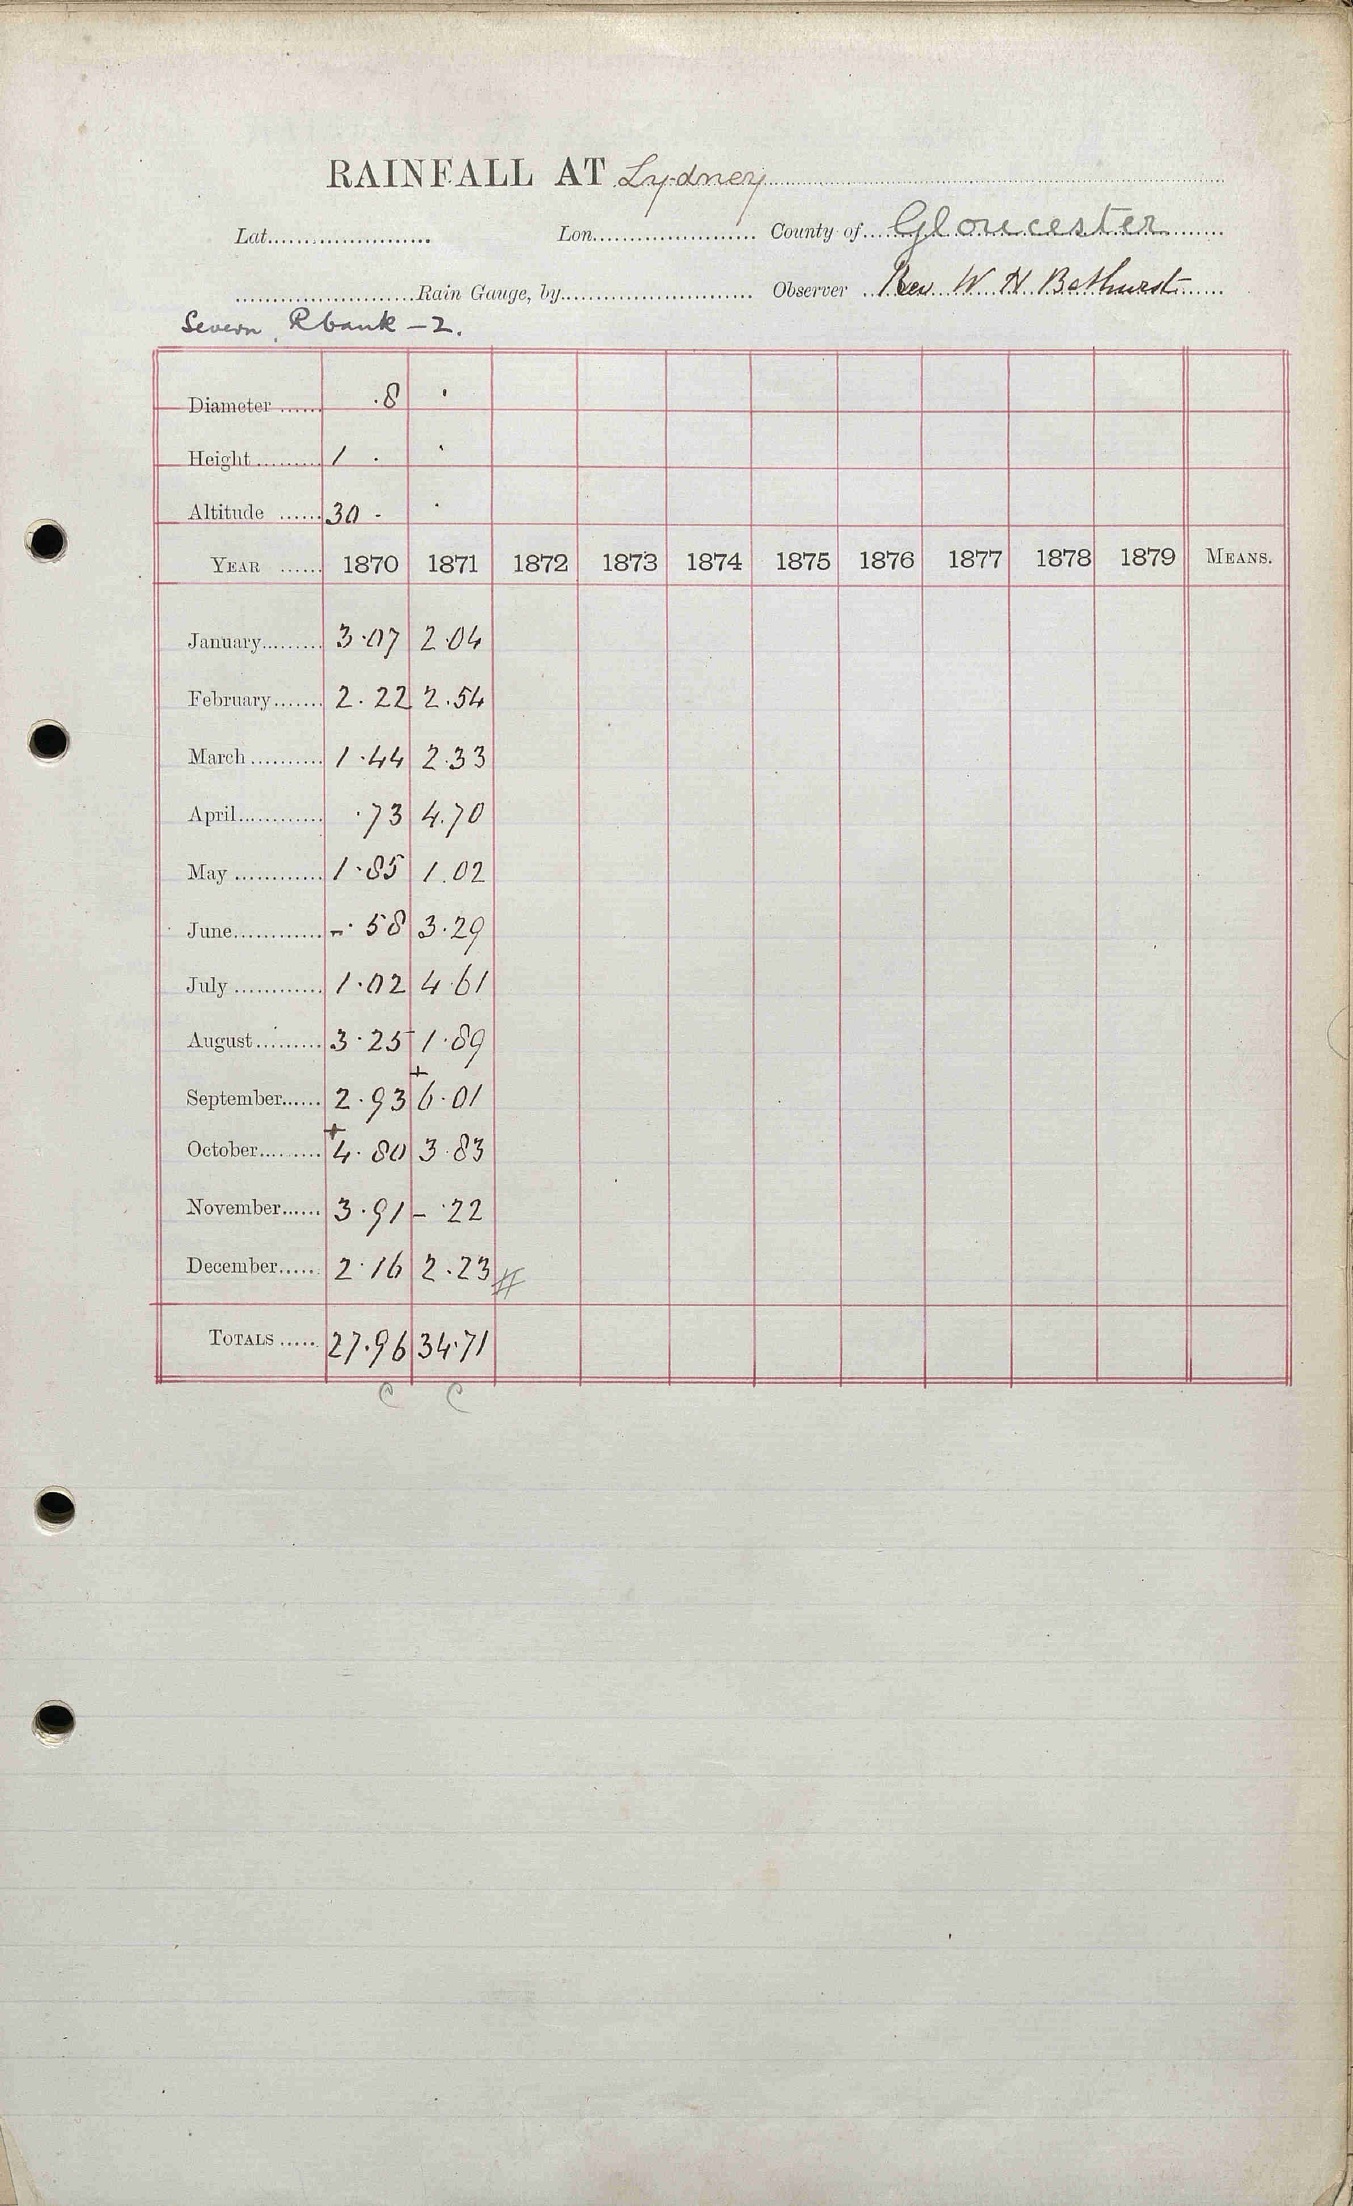 RAINFALL AT Lydney
Lat. Lon. County of Gloucester
Rain Gauge, by Observer Rev W H Bathurst
Severn R bank – 2.
Diameter ...... .8 .
Height ......... 1 . .
Altitude ...... 30 - .
YEAR ...... 1870 1871 1872 1873 1874 1875 1876 1877 1878 1879 MEANS.
January......... 3.07 2.04
February....... 2.22 2.54
March .......... 1.44 2.33
April............ .73 4.70
May ............ 1.85 1.02
June............ -. 58 3.29
July ............ 1.02 4.61
August......... 3.25 1.89
September...... 2.93 + 6.01
October......... + 4.80 3.83
November...... 3.91 – .22
December...... 2.16 2.23 #
TOTALS ..... 27.96 34.71
C C